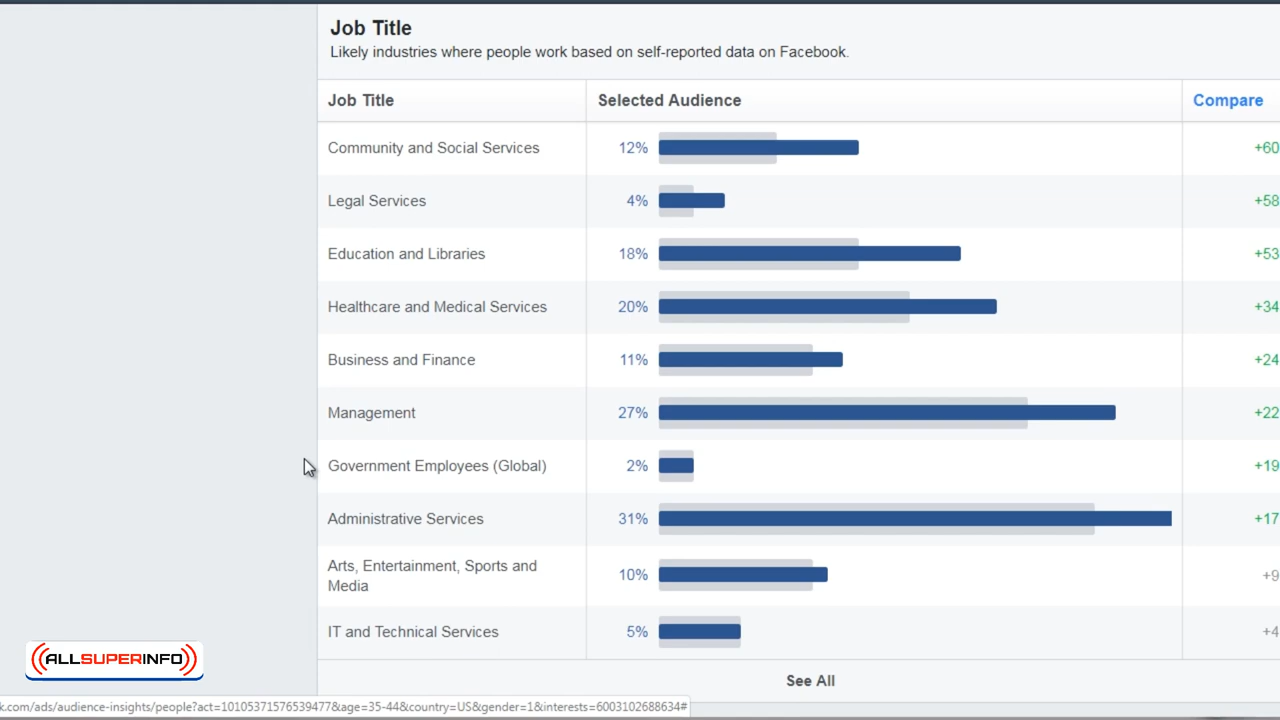 Job Title
Likely industries where people work based on self-reported data on Facebook.
Job Title Selected Audience Compare
Community and Social Services 12% +60
Legal Services 4% +58
Education and Libraries 18% +53
Healthcare and Medical Services 20% +34
Business and Finance 11% +24
Management 27% +22
Government Employees (Global) 2% +19
Administrative Services 31% +17
Arts, Entertainment, Sports and
Media 10% +9
IT and Technical Services 5% +4
See All
ALLSUPERINFO
k.com/ads/audience-insights/people?act=10105371576539477&age=35-44&country=US&gender=1&interests=6003102688634#